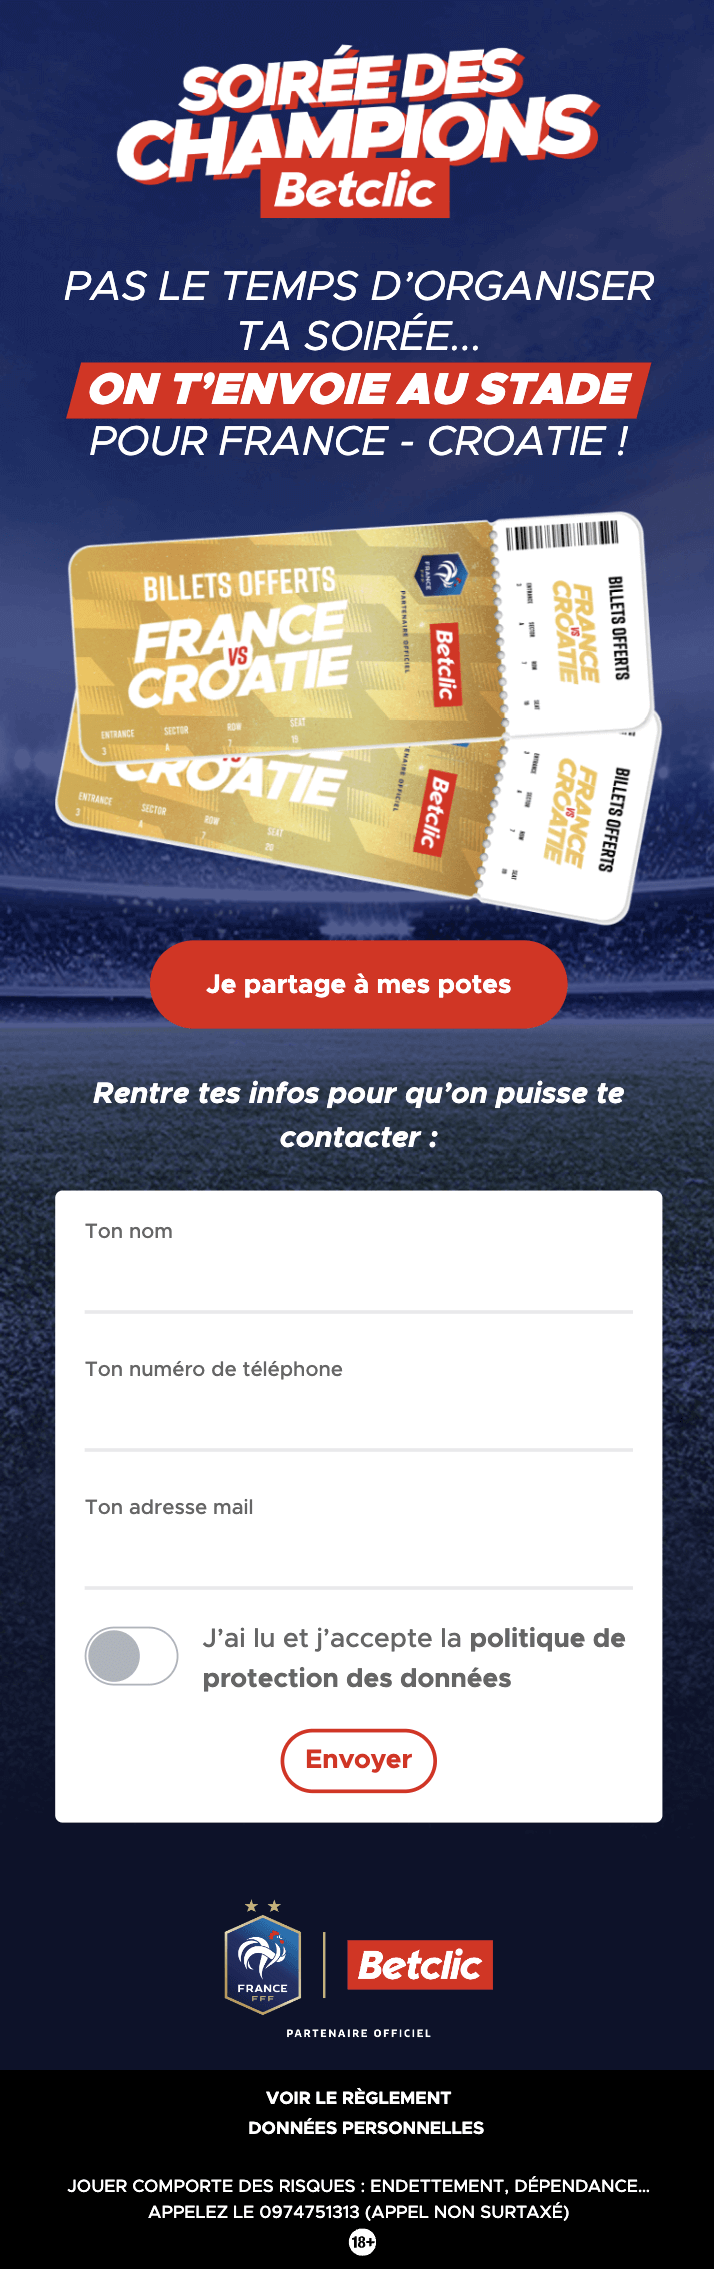 SOIRÉE DES
CHAMPIONS
Betclic
PAS LE TEMPS D'ORGANISER
TA SOIRÉE...
ON T'ENVOIE AU STADE
POUR FRANCE - CROATIE !
BILLETS OFFERTS
FRANCE
VS
CROATIE
ENTRANCE
3
SECTOR
A
ROW
7
SEAT
19
FRANCE
FFF
PARTENAIRE OFFICIEL
Betclic
BILLETS OFFERTS
FRANCE
VS
CROATIE
ENTRANCE
3
SECTOR
A
ROW
7
SEAT
19
CROATIE
ENTRANCE
3
SECTOR
A
ROW
7
SEAT
20
Betclic
BILLETS OFFERTS
FRANCE
VS
CROATIE
ENTRANCE
3
SECTOR
A
ROW
7
SEAT
Je partage à mes potes
Rentre tes infos pour qu'on puisse te
contacter :
Ton nom
Ton numéro de téléphone
Ton adresse mail
J'ai lu et j'accepte la politique de
protection des données
Envoyer
FRANCE
FFF
Betclic
PARTENAIRE OFFICIEL
VOIR LE RÈGLEMENT
DONNÉES PERSONNELLES
JOUER COMPORTE DES RISQUES : ENDETTEMENT, DÉPENDANCE...
APPELEZ LE 0974751313 (APPEL NON SURTAXÉ)
18+